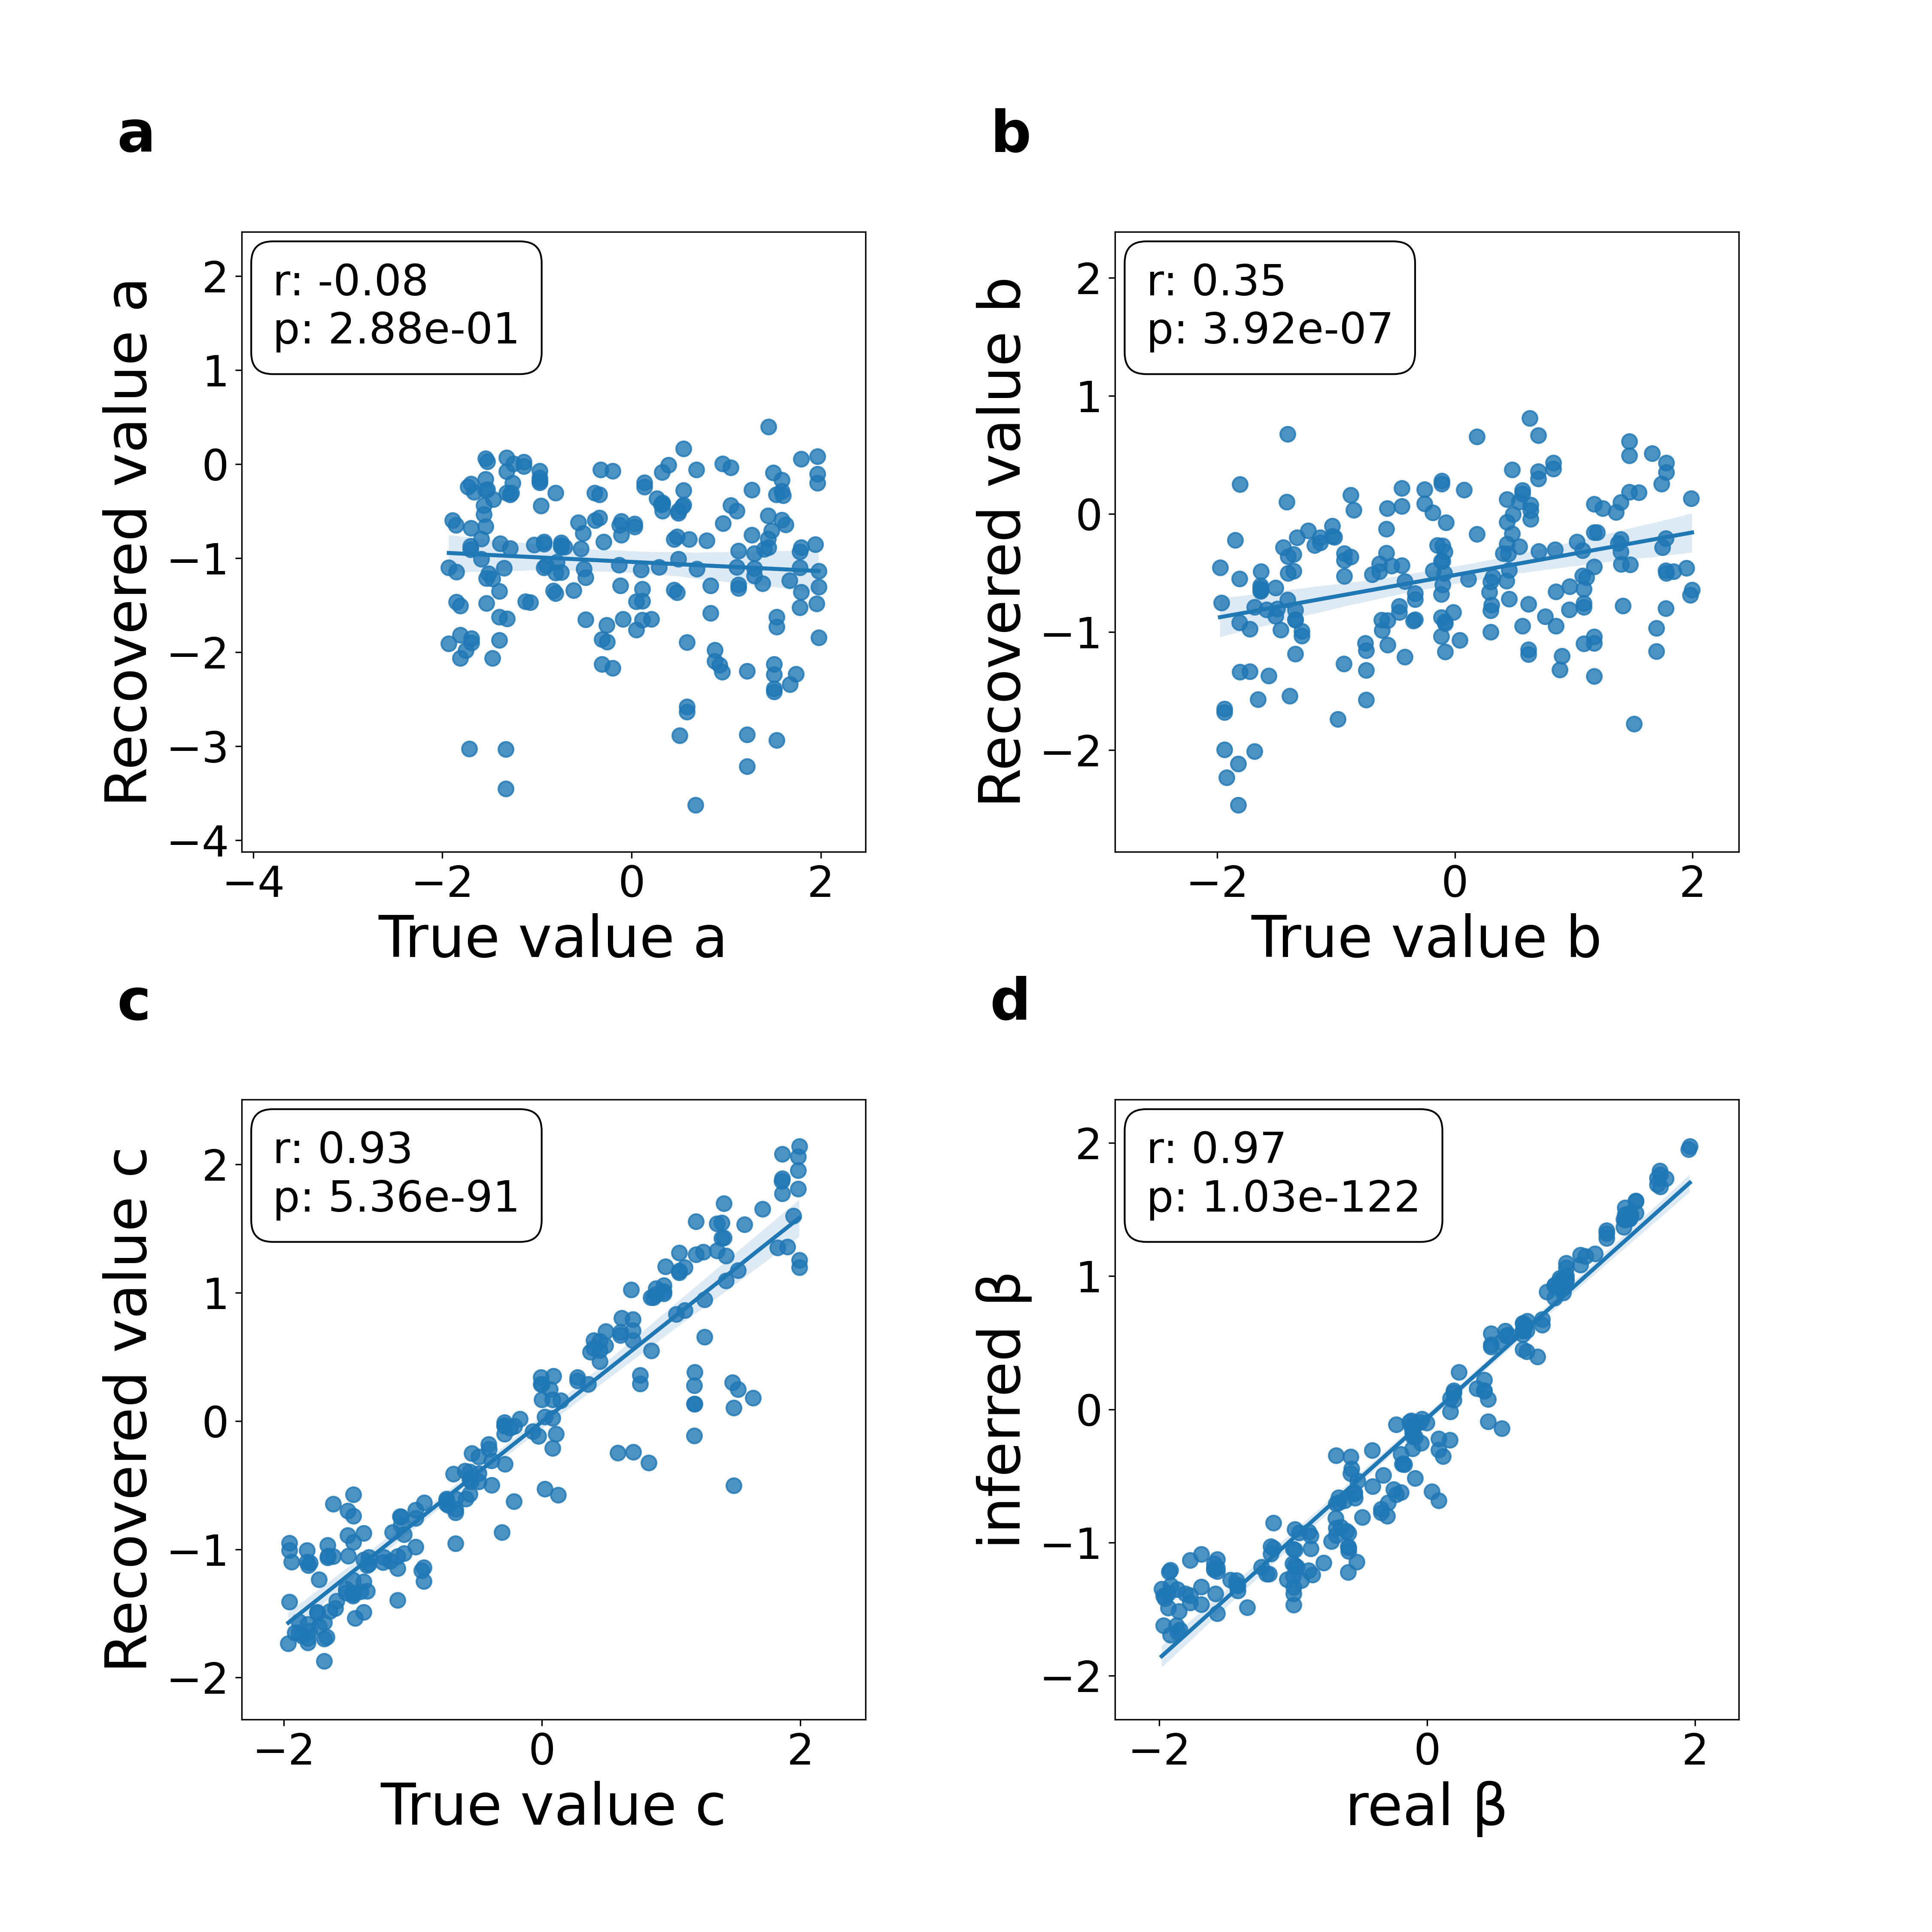 a
r: -0.08
p: 2.88e-01
2
1
0
−1
−2
−3
−4
Recovered value a
−4 −2 0 2
True value a
b
r: 0.35
p: 3.92e-07
2
1
0
−1
−2
Recovered value b
−2 0 2
True value b
c
r: 0.93
p: 5.36e-91
2
1
0
−1
−2
Recovered value c
−2 0 2
True value c
d
r: 0.97
p: 1.03e-122
2
1
0
−1
−2
inferred β
−2 0 2
real β